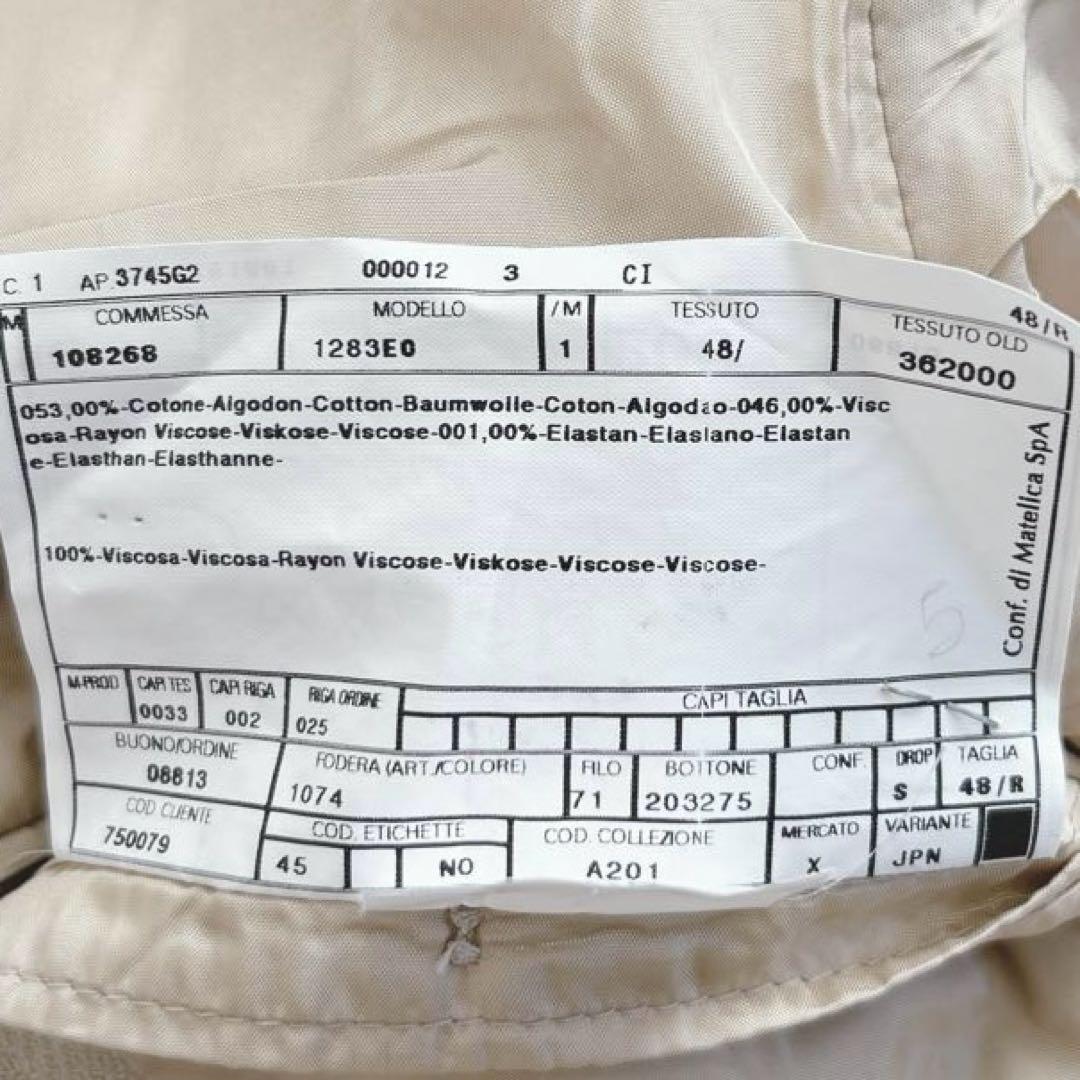 C. 1 AP 3745G2 000012 3 CI 48/R
M COMMESSA MODELLO /M TESSUTO TESSUTO OLD
108268 1283E0 1 48/ 362000
053,00%-Cotone-Algodon-Cotton-Baumwolle-Coton-Algodao-046,00%-Visc
osa-Rayon Viscose-Viskose-Viscose-001,00%-Elastan-Elastano-Elastan
e-Elasthan-Elasthanne-
100%-Viscosa-Viscosa-Rayon Viscose-Viskose-Viscose-Viscose-
Conf. di Matelica SpA
5
M-PROD CAPI TES CAPI RIGA RIGA ORDINE CAPI TAGLIA
0033 002 025
BUONO/ORDINE FODERA (ART./COLORE) FILO BOTTONE CONF. DROP TAGLIA
08813 1074 71 203275 S 48/R
COD CLIENTE COD. ETICHETTE COD. COLLEZIONE MERCATO VARIANTE
750079 45 NO A201 X JPN